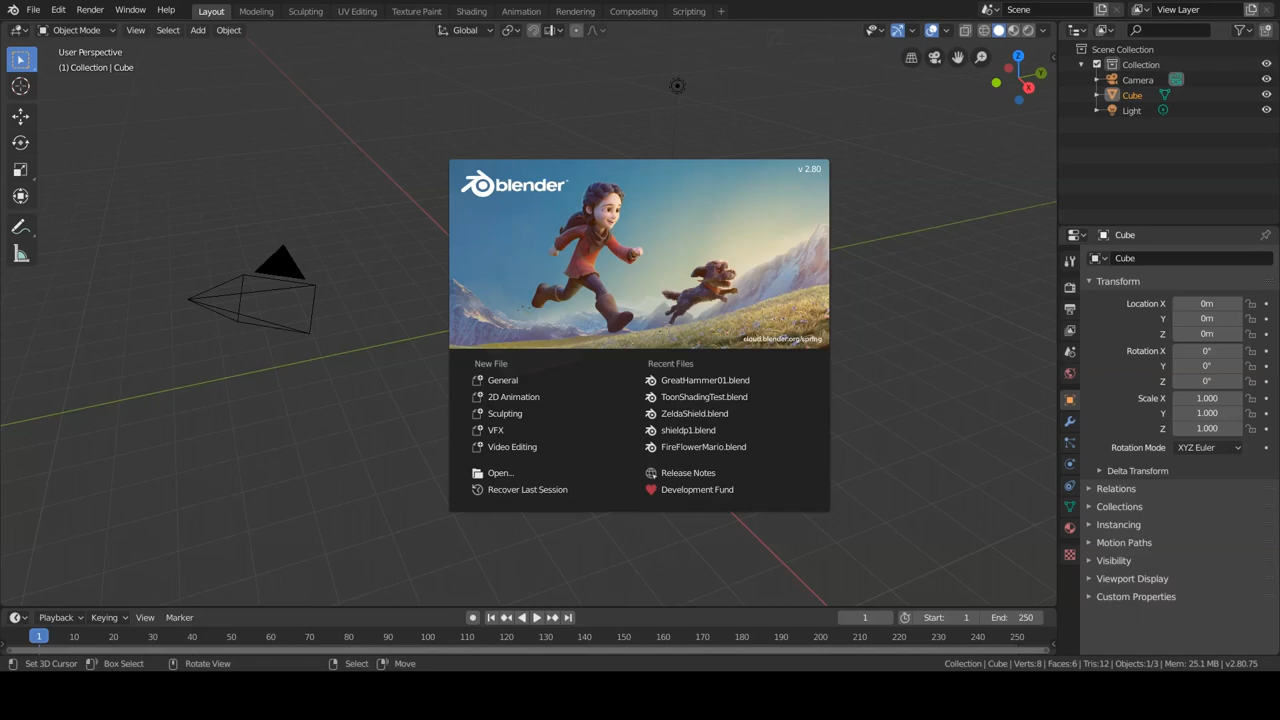 File Edit Render Window Help Layout Modeling Sculpting UV Editing Texture Paint Shading Animation Rendering Compositing Scripting + Scene View Layer
Object Mode View Select Add Object Global
User Perspective
(1) Collection | Cube
Scene Collection
Collection
Camera
Cube
Light
blender
v 2.80
cloud.blender.org/spring
New File
General
2D Animation
Sculpting
VFX
Video Editing
Open...
Recover Last Session
Recent Files
GreatHammer01.blend
ToonShadingTest.blend
ZeldaShield.blend
shieldp1.blend
FireFlowerMario.blend
Release Notes
Development Fund
Z
Y
X
Cube
Cube
Transform
Location X 0m
Y 0m
Z 0m
Rotation X 0°
Y 0°
Z 0°
Scale X 1.000
Y 1.000
Z 1.000
Rotation Mode XYZ Euler
Delta Transform
Relations
Collections
Instancing
Motion Paths
Visibility
Viewport Display
Custom Properties
Playback Keying View Marker 1 Start: 1 End: 250
1 10 20 30 40 50 60 70 80 90 100 110 120 130 140 150 160 170 180 190 200 210 220 230 240 250
Set 3D Cursor Box Select Rotate View Select Move Collection | Cube | Verts:8 | Faces:6 | Tris:12 | Objects:1/3 | Mem: 25.1 MB | v2.80.75